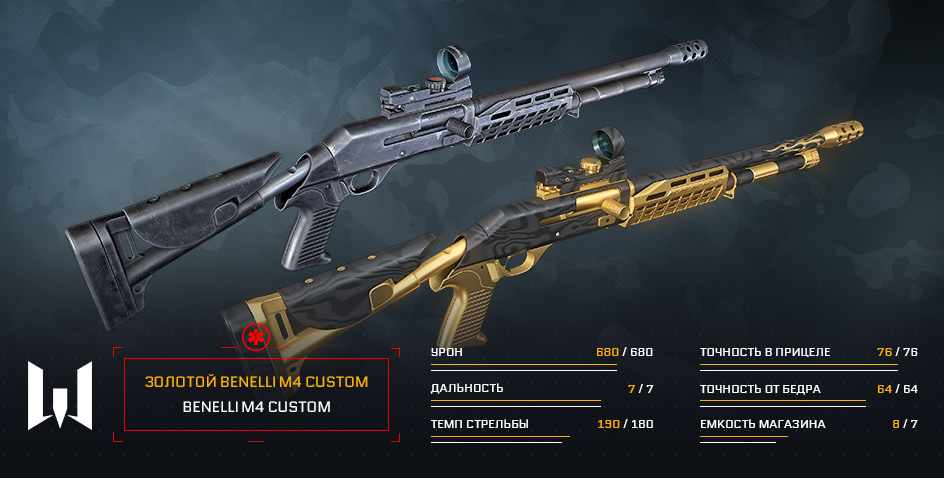 ЗОЛОТОЙ BENELLI M4 CUSTOM
BENELLI M4 CUSTOM
УРОН 680 / 680
ДАЛЬНОСТЬ 7 / 7
ТЕМП СТРЕЛЬБЫ 190 / 180
ТОЧНОСТЬ В ПРИЦЕЛЕ 76 / 76
ТОЧНОСТЬ ОТ БЕДРА 64 / 64
ЕМКОСТЬ МАГАЗИНА 8 / 7